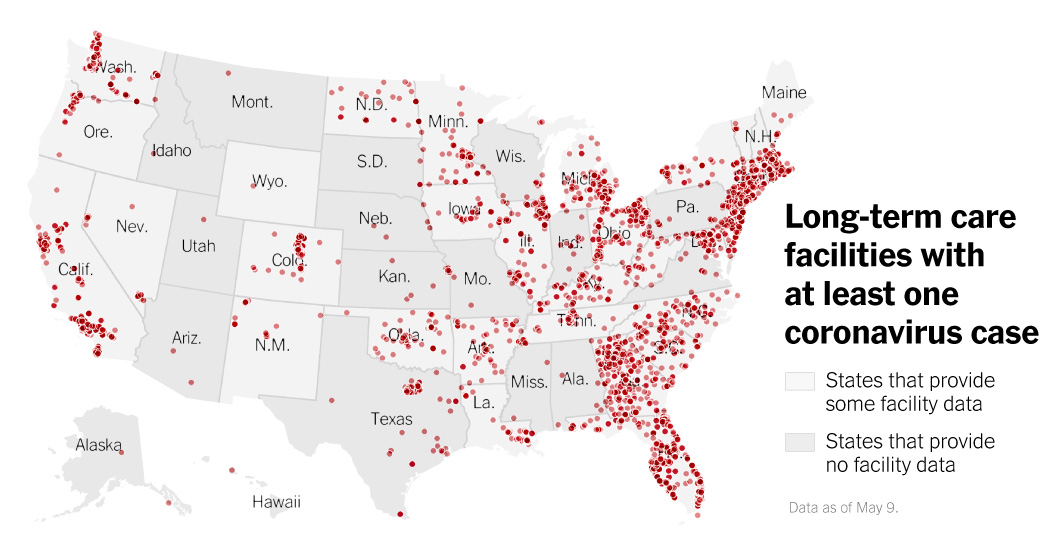 Wash.
Mont.
N.D.
Minn.
Maine
Ore.
Idaho
S.D.
Wis.
Mich.
N.H.
Wyo.
Iowa
Pa.
Nev.
Neb.
Ill.
Ind.
Ohio
Utah
Colo.
Calif.
Kan.
Mo.
Ky.
Ariz.
N.M.
Okla.
Ark.
Tenn.
N.C.
S.C.
Miss.
Ala.
La.
Texas
Alaska
Hawaii
Long-term care
facilities with
at least one
coronavirus case
States that provide
some facility data
States that provide
no facility data
Data as of May 9.